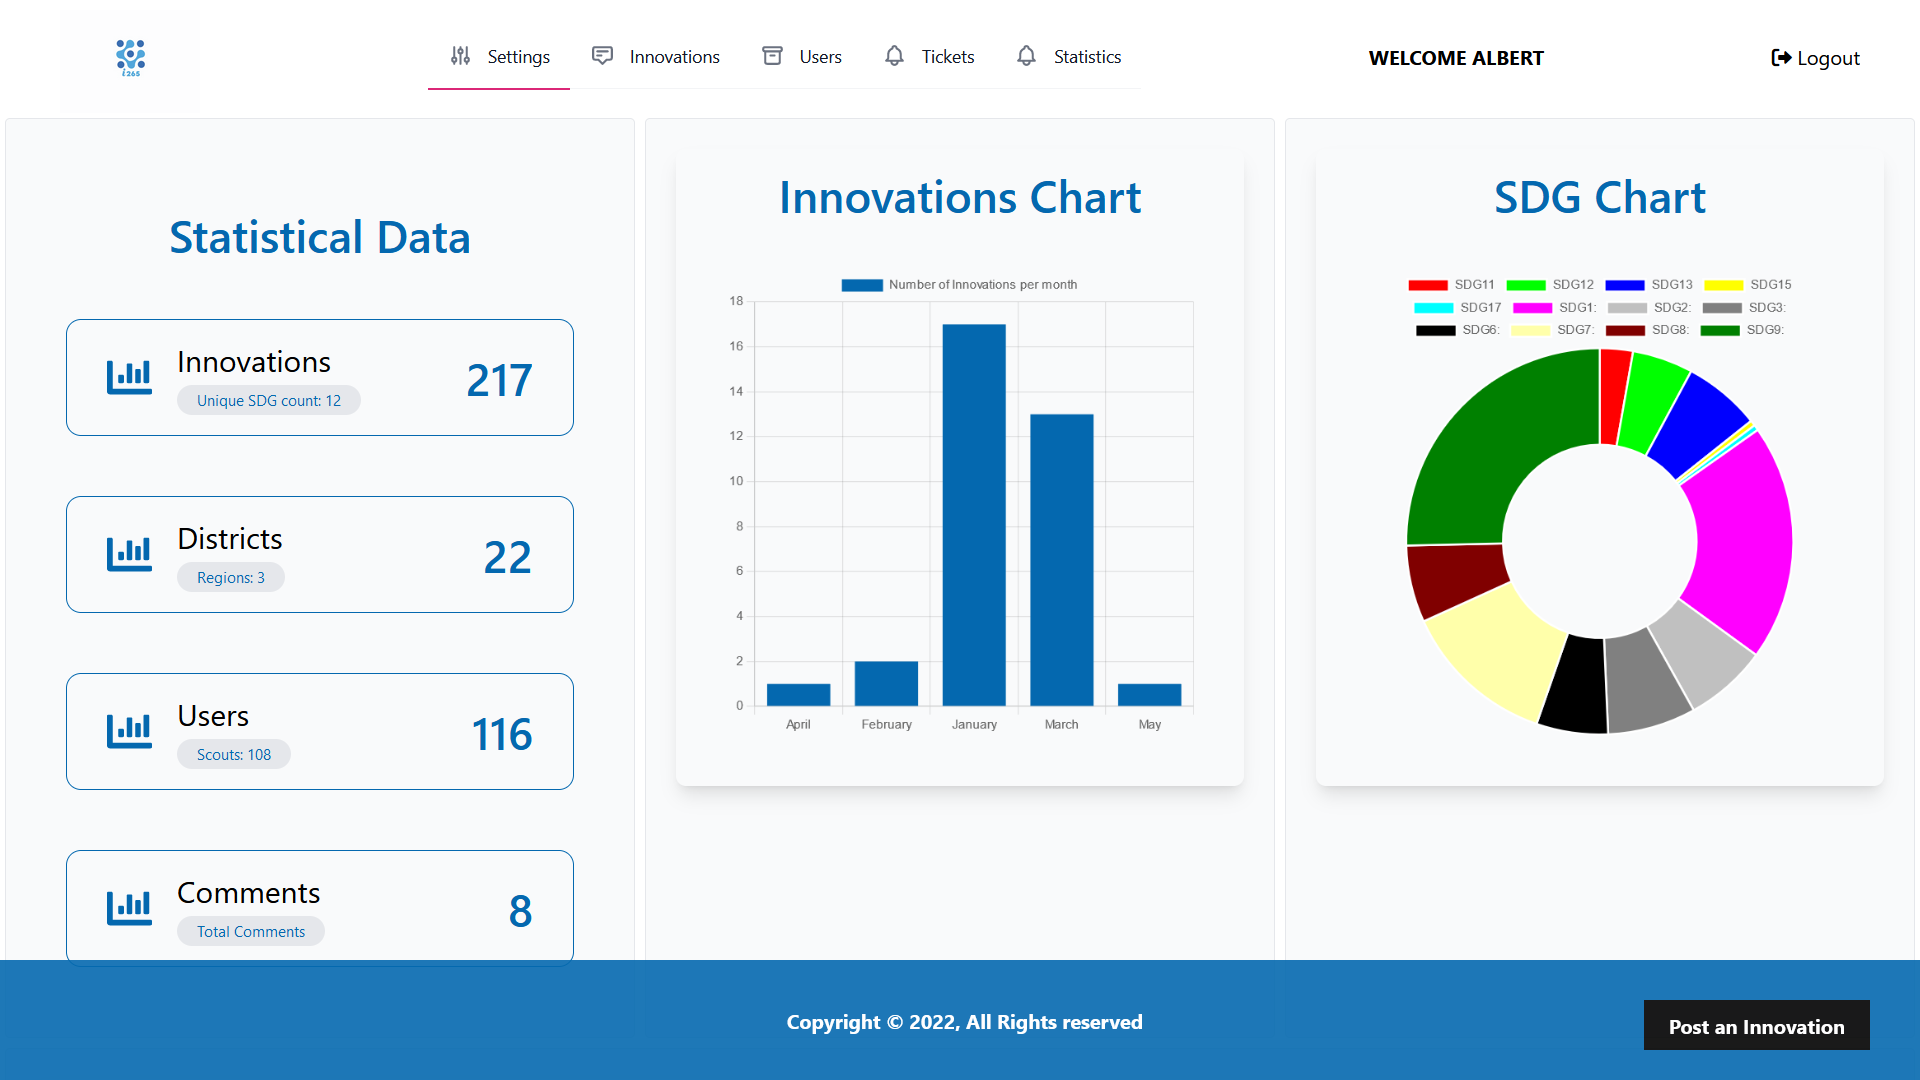 i265
Settings
Innovations
Users
Tickets
Statistics
WELCOME ALBERT
Logout
Statistical Data
Innovations
Unique SDG count: 12
217
Districts
Regions: 3
22
Users
Scouts: 108
116
Comments
Total Comments
8
Innovations Chart
Number of Innovations per month
18
16
14
12
10
8
6
4
2
0
April February January March May
SDG Chart
SDG11 SDG12 SDG13 SDG15
SDG17 SDG1: SDG2: SDG3:
SDG6: SDG7: SDG8: SDG9:
Copyright © 2022, All Rights reserved
Post an Innovation